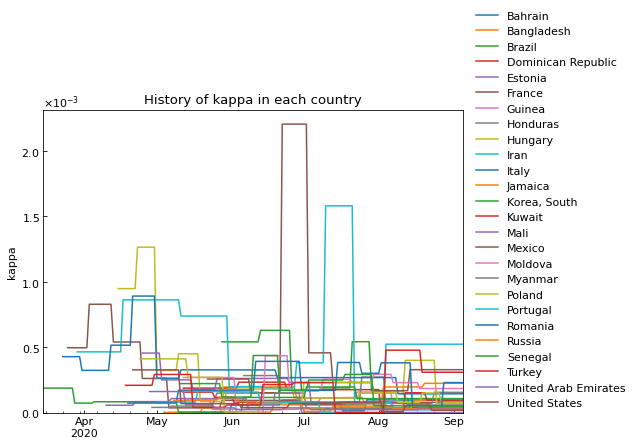 ×10⁻³
History of kappa in each country
kappa
2.0
1.5
1.0
0.5
0.0
Apr
2020
May
Jun
Jul
Aug
Sep
Bahrain
Bangladesh
Brazil
Dominican Republic
Estonia
France
Guinea
Honduras
Hungary
Iran
Italy
Jamaica
Korea, South
Kuwait
Mali
Mexico
Moldova
Myanmar
Poland
Portugal
Romania
Russia
Senegal
Turkey
United Arab Emirates
United States